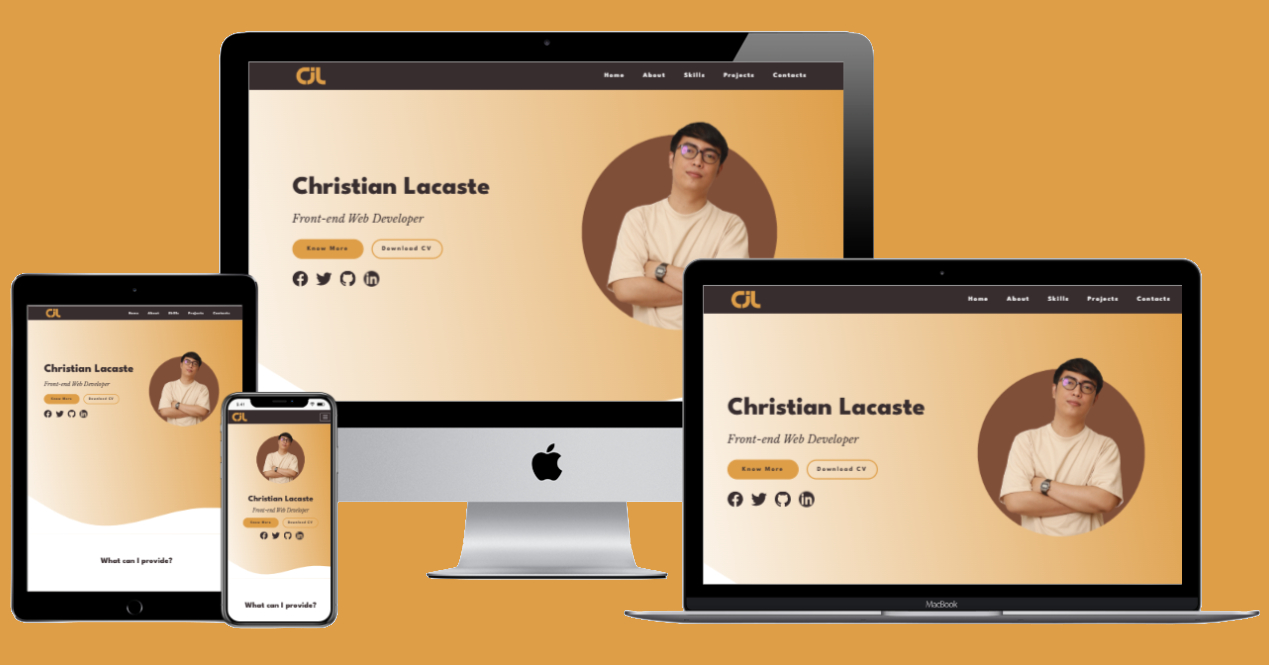 CJL
Home About Skills Projects Contacts
Christian Lacaste
Front-end Web Developer
Know More Download CV
CJL
Home About Skills Projects Contacts
Christian Lacaste
Front-end Web Developer
Know More Download CV
What can I provide?
9:41
CJL
Christian Lacaste
Front-end Web Developer
Know More Download CV
What can I provide?
CJL
Home About Skills Projects Contacts
Christian Lacaste
Front-end Web Developer
Know More Download CV
MacBook